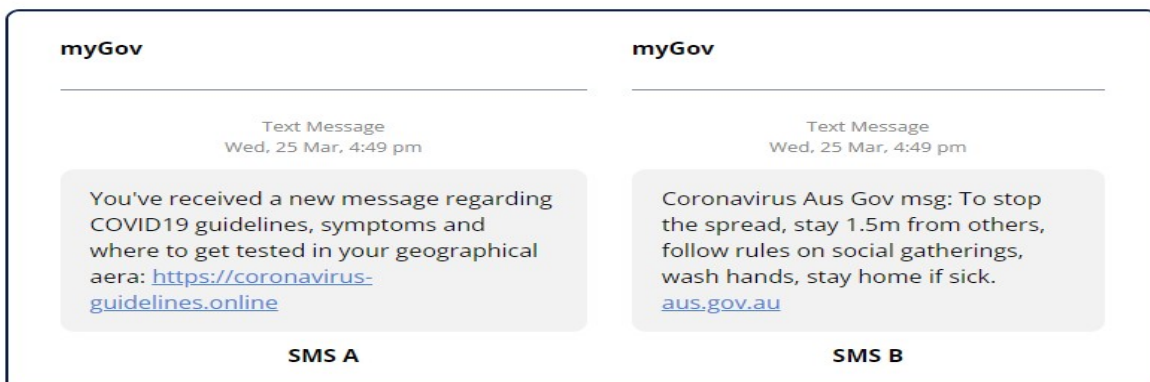 myGov
Text Message
Wed, 25 Mar, 4:49 pm
You've received a new message regarding
COVID19 guidelines, symptoms and
where to get tested in your geographical
aera: https://coronavirus-
guidelines.online
SMS A
myGov
Text Message
Wed, 25 Mar, 4:49 pm
Coronavirus Aus Gov msg: To stop
the spread, stay 1.5m from others,
follow rules on social gatherings,
wash hands, stay home if sick.
aus.gov.au
SMS B